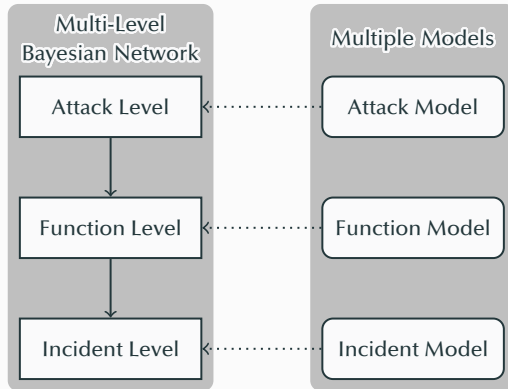 Multi-Level
Bayesian Network
Attack Level
Function Level
Incident Level
Multiple Models
Attack Model
Function Model
Incident Model